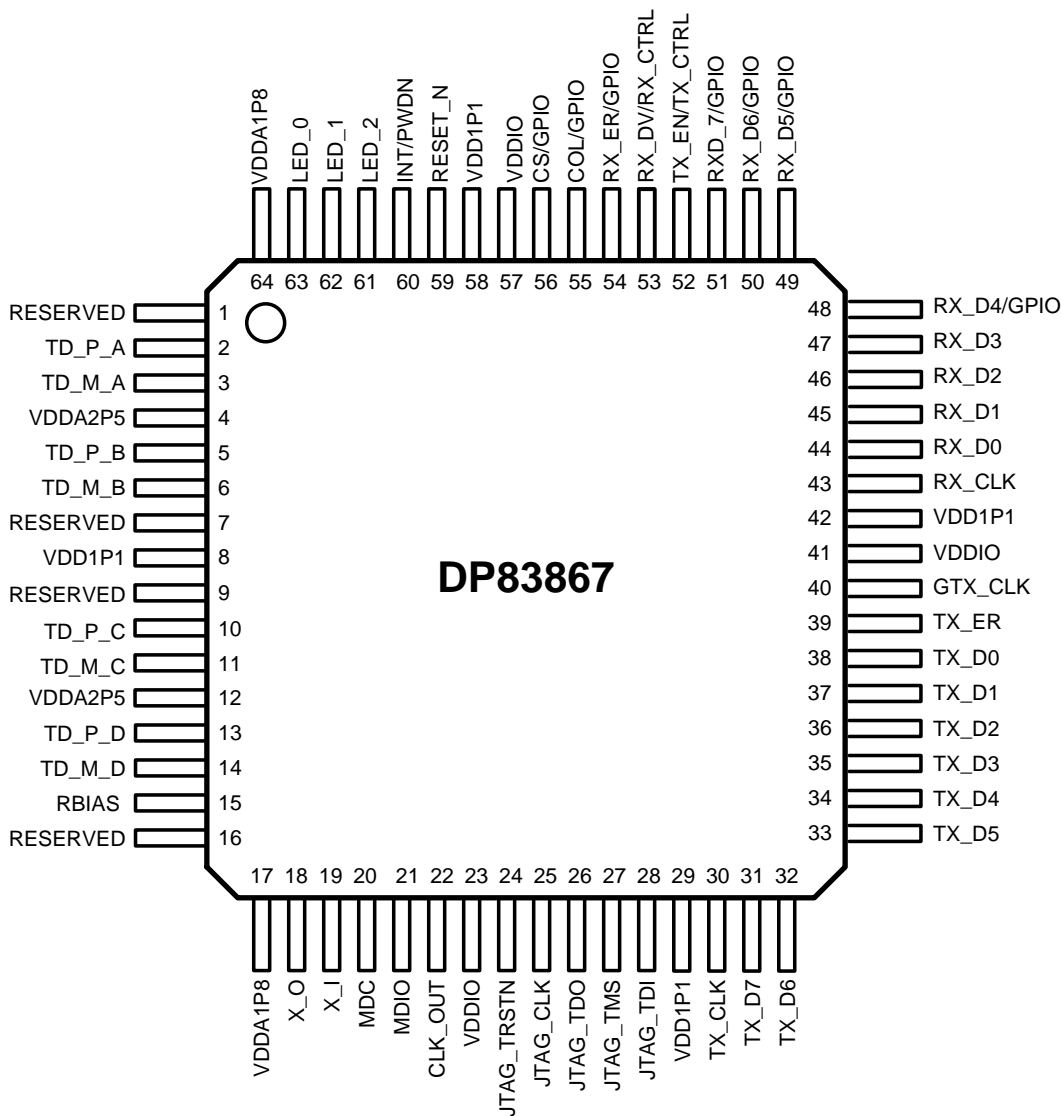 VDDA1P8
LED_0
LED_1
LED_2
INT/PWDN
RESET_N
VDD1P1
VDDIO
CS/GPIO
COL/GPIO
RX_ER/GPIO
RX_DV/RX_CTRL
TX_EN/TX_CTRL
RXD_7/GPIO
RX_D6/GPIO
RX_D5/GPIO
64 63 62 61 60 59 58 57 56 55 54 53 52 51 50 49
RESERVED 1
TD_P_A 2
TD_M_A 3
VDDA2P5 4
TD_P_B 5
TD_M_B 6
RESERVED 7
VDD1P1 8
RESERVED 9
TD_P_C 10
TD_M_C 11
VDDA2P5 12
TD_P_D 13
TD_M_D 14
RBIAS 15
RESERVED 16
DP83867
48 RX_D4/GPIO
47 RX_D3
46 RX_D2
45 RX_D1
44 RX_D0
43 RX_CLK
42 VDD1P1
41 VDDIO
40 GTX_CLK
39 TX_ER
38 TX_D0
37 TX_D1
36 TX_D2
35 TX_D3
34 TX_D4
33 TX_D5
17 18 19 20 21 22 23 24 25 26 27 28 29 30 31 32
VDDA1P8
X_O
X_I
MDC
MDIO
CLK_OUT
VDDIO
JTAG_TRSTN
JTAG_CLK
JTAG_TDO
JTAG_TMS
JTAG_TDI
VDD1P1
TX_CLK
TX_D7
TX_D6